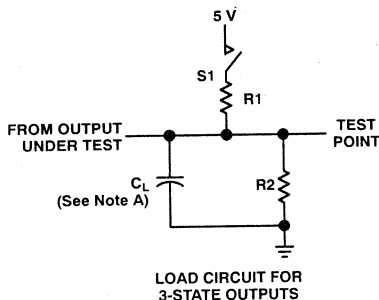 5 V
S1
R1
FROM OUTPUT
UNDER TEST
TEST
POINT
CL
(See Note A)
R2
LOAD CIRCUIT FOR
3-STATE OUTPUTS